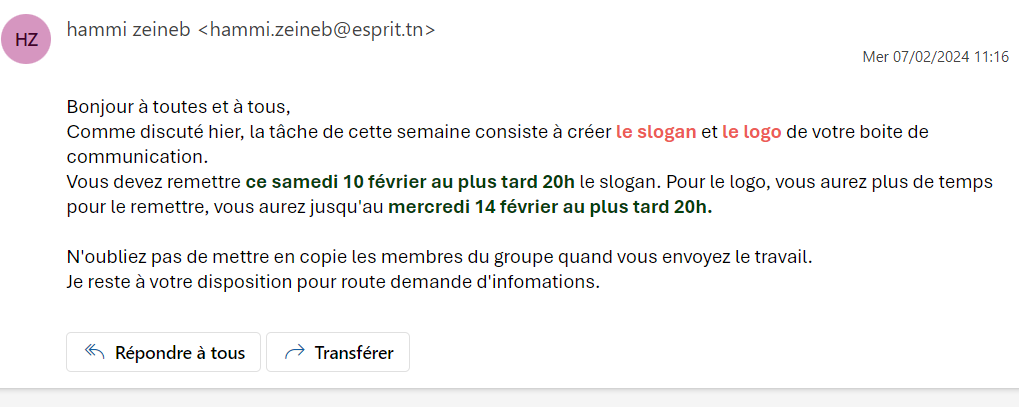 HZ
hammi zeineb <hammi.zeineb@esprit.tn>
Mer 07/02/2024 11:16
Bonjour à toutes et à tous,
Comme discuté hier, la tâche de cette semaine consiste à créer le slogan et le logo de votre boite de
communication.
Vous devez remettre ce samedi 10 février au plus tard 20h le slogan. Pour le logo, vous aurez plus de temps
pour le remettre, vous aurez jusqu'au mercredi 14 février au plus tard 20h.
N'oubliez pas de mettre en copie les membres du groupe quand vous envoyez le travail.
Je reste à votre disposition pour route demande d'infomations.
Répondre à tous
Transférer